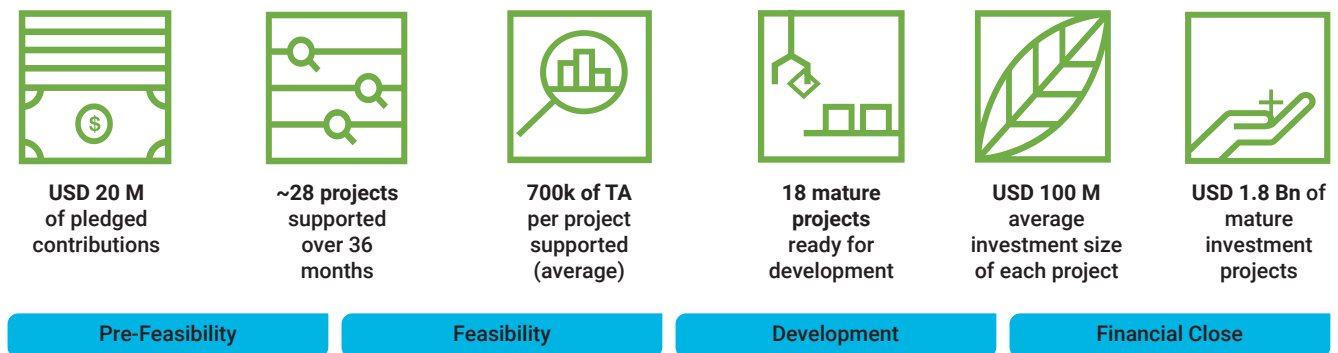 $
USD 20 M
of pledged
contributions
~28 projects
supported
over 36
months
700k of TA
per project
supported
(average)
18 mature
projects
ready for
development
USD 100 M
average
investment size
of each project
USD 1.8 Bn of
mature
investment
projects
Pre-Feasibility
Feasibility
Development
Financial Close